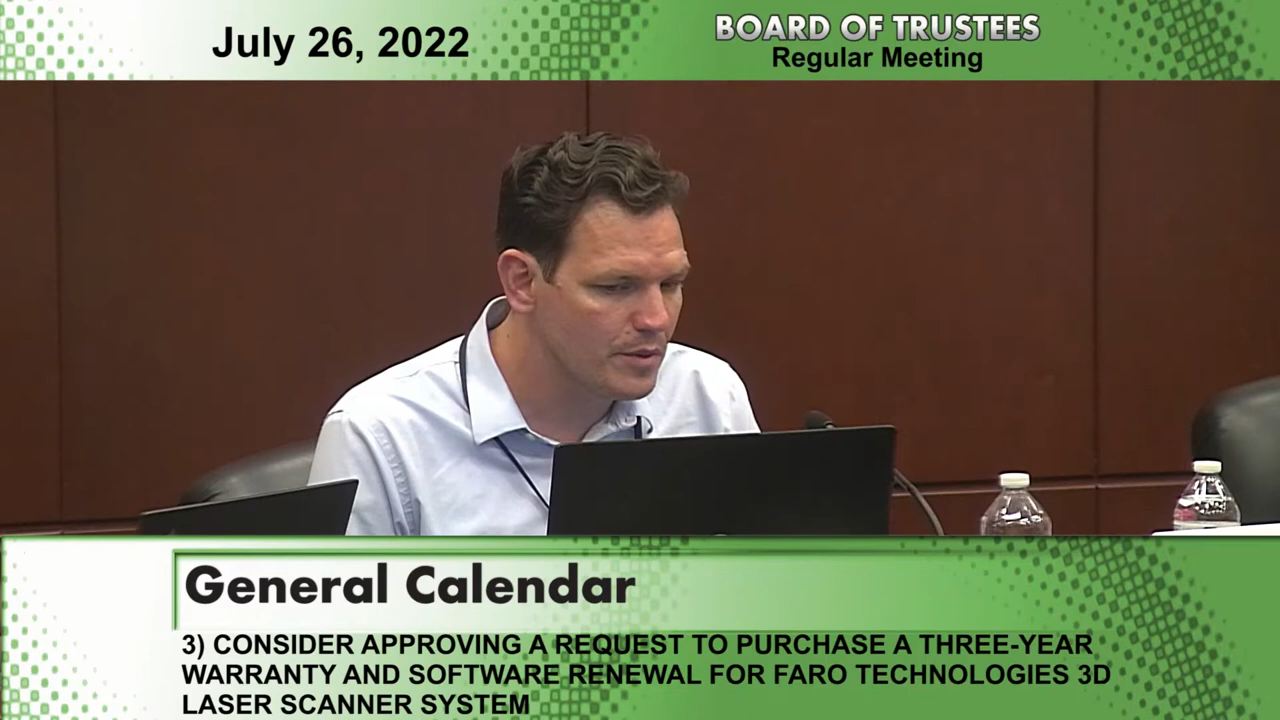 July 26, 2022
BOARD OF TRUSTEES
Regular Meeting
General Calendar
3) CONSIDER APPROVING A REQUEST TO PURCHASE A THREE-YEAR
WARRANTY AND SOFTWARE RENEWAL FOR FARO TECHNOLOGIES 3D
LASER SCANNER SYSTEM